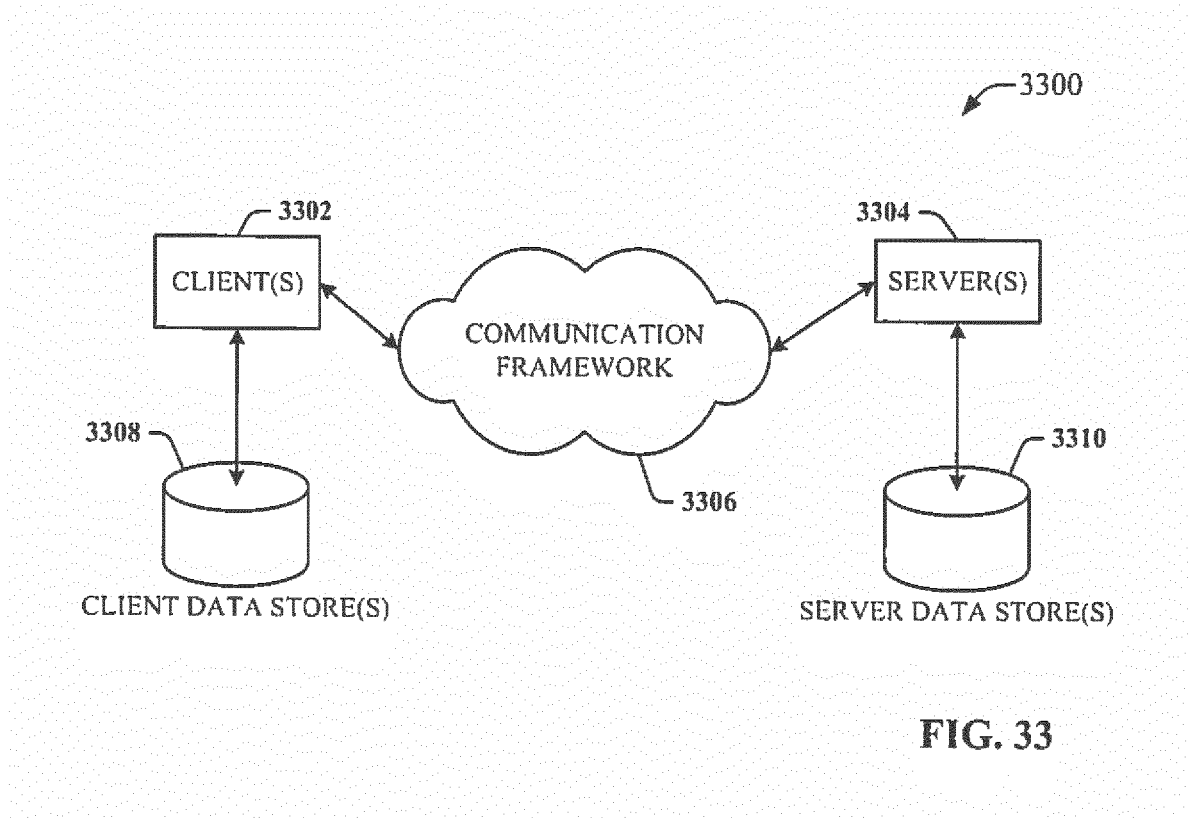 3300
3302
3304
CLIENT(S)
SERVER(S)
COMMUNICATION
FRAMEWORK
3308
3310
3306
CLIENT DATA STORE(S)
SERVER DATA STORE(S)
FIG. 33